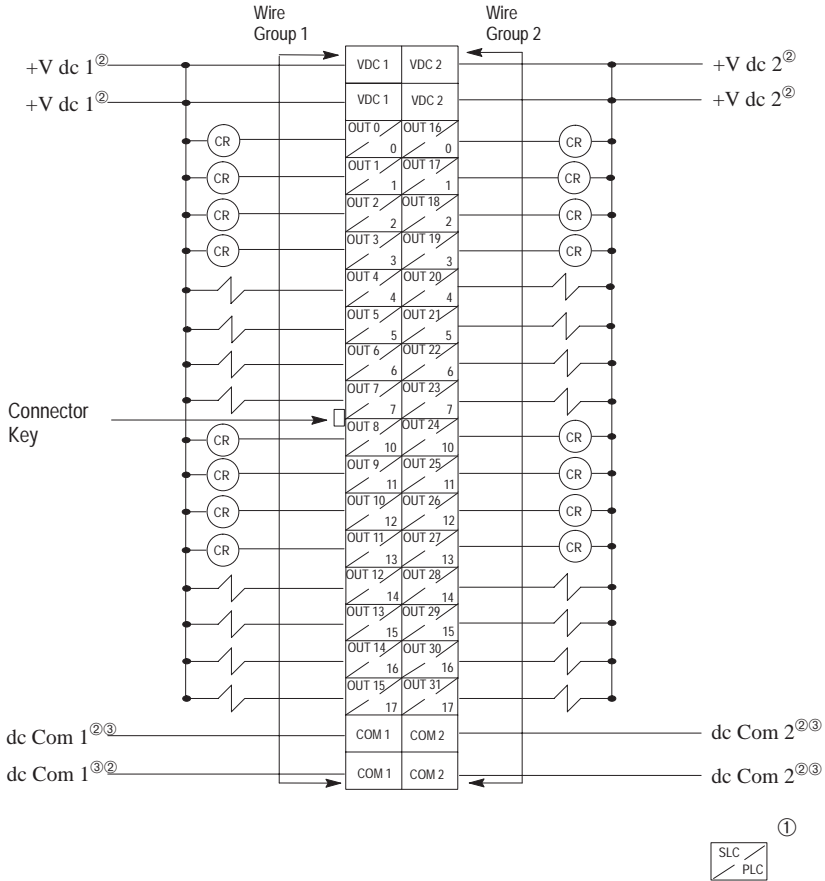 Wire Group 1
Wire Group 2
+V dc 1② VDC 1 VDC 2 +V dc 2②
+V dc 1② VDC 1 VDC 2 +V dc 2②
CR OUT 0 0 OUT 16 0 CR
CR OUT 1 1 OUT 17 1 CR
CR OUT 2 2 OUT 18 2 CR
CR OUT 3 3 OUT 19 3 CR
OUT 4 4 OUT 20 4
OUT 5 5 OUT 21 5
OUT 6 6 OUT 22 6
OUT 7 7 OUT 23 7
Connector Key
CR OUT 8 10 OUT 24 10 CR
CR OUT 9 11 OUT 25 11 CR
CR OUT 10 12 OUT 26 12 CR
CR OUT 11 13 OUT 27 13 CR
OUT 12 14 OUT 28 14
OUT 13 15 OUT 29 15
OUT 14 16 OUT 30 16
OUT 15 17 OUT 31 17
dc Com 1②③ COM 1 COM 2 dc Com 2②③
dc Com 1③② COM 1 COM 2 dc Com 2②③
①
SLC PLC